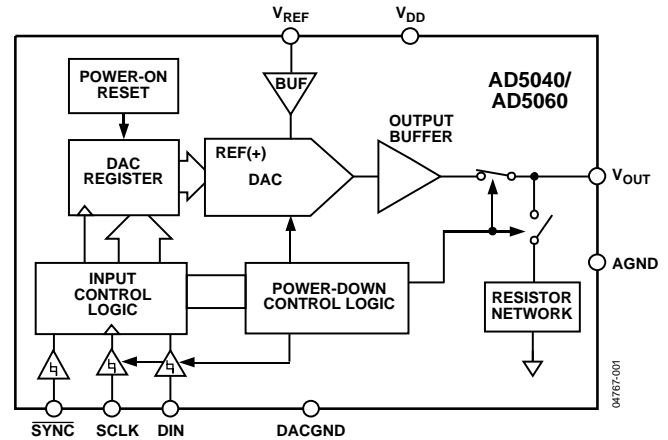 VREF
VDD
POWER-ON
RESET
BUF
AD5040/
AD5060
OUTPUT
BUFFER
DAC
REGISTER
REF(+)
DAC
VOUT
AGND
INPUT
CONTROL
LOGIC
POWER-DOWN
CONTROL LOGIC
RESISTOR
NETWORK
SYNC
SCLK
DIN
DACGND
04767-001